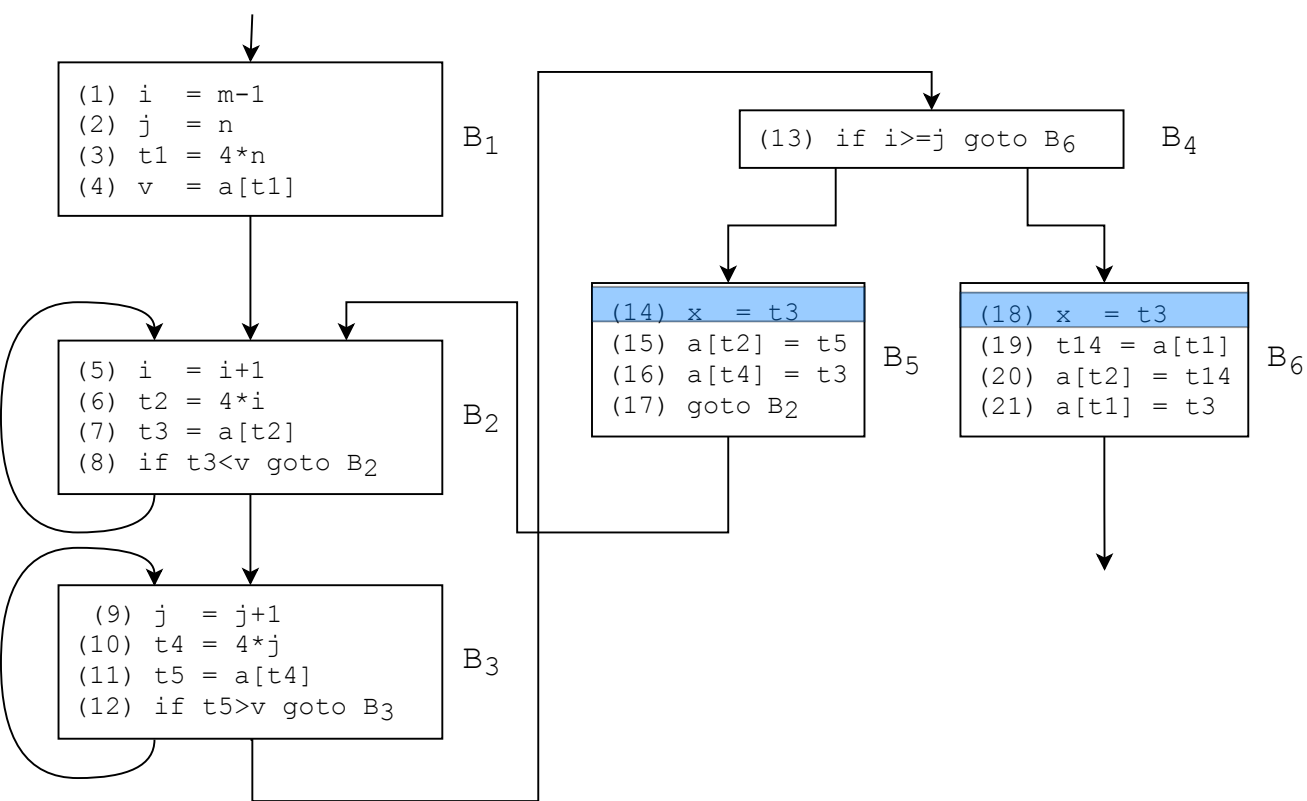 (1) i  = m-1
(2) j  = n
(3) t1 = 4*n
(4) v  = a[t1]
B1
(5) i  = i+1
(6) t2 = 4*i
(7) t3 = a[t2]
(8) if t3<v goto B2
B2
(9) j  = j+1
(10) t4 = 4*j
(11) t5 = a[t4]
(12) if t5>v goto B3
B3
(13) if i>=j goto B6
B4
(14) x  = t3
(15) a[t2] = t5
(16) a[t4] = t3
(17) goto B2
B5
(18) x  = t3
(19) t14 = a[t1]
(20) a[t2] = t14
(21) a[t1] = t3
B6